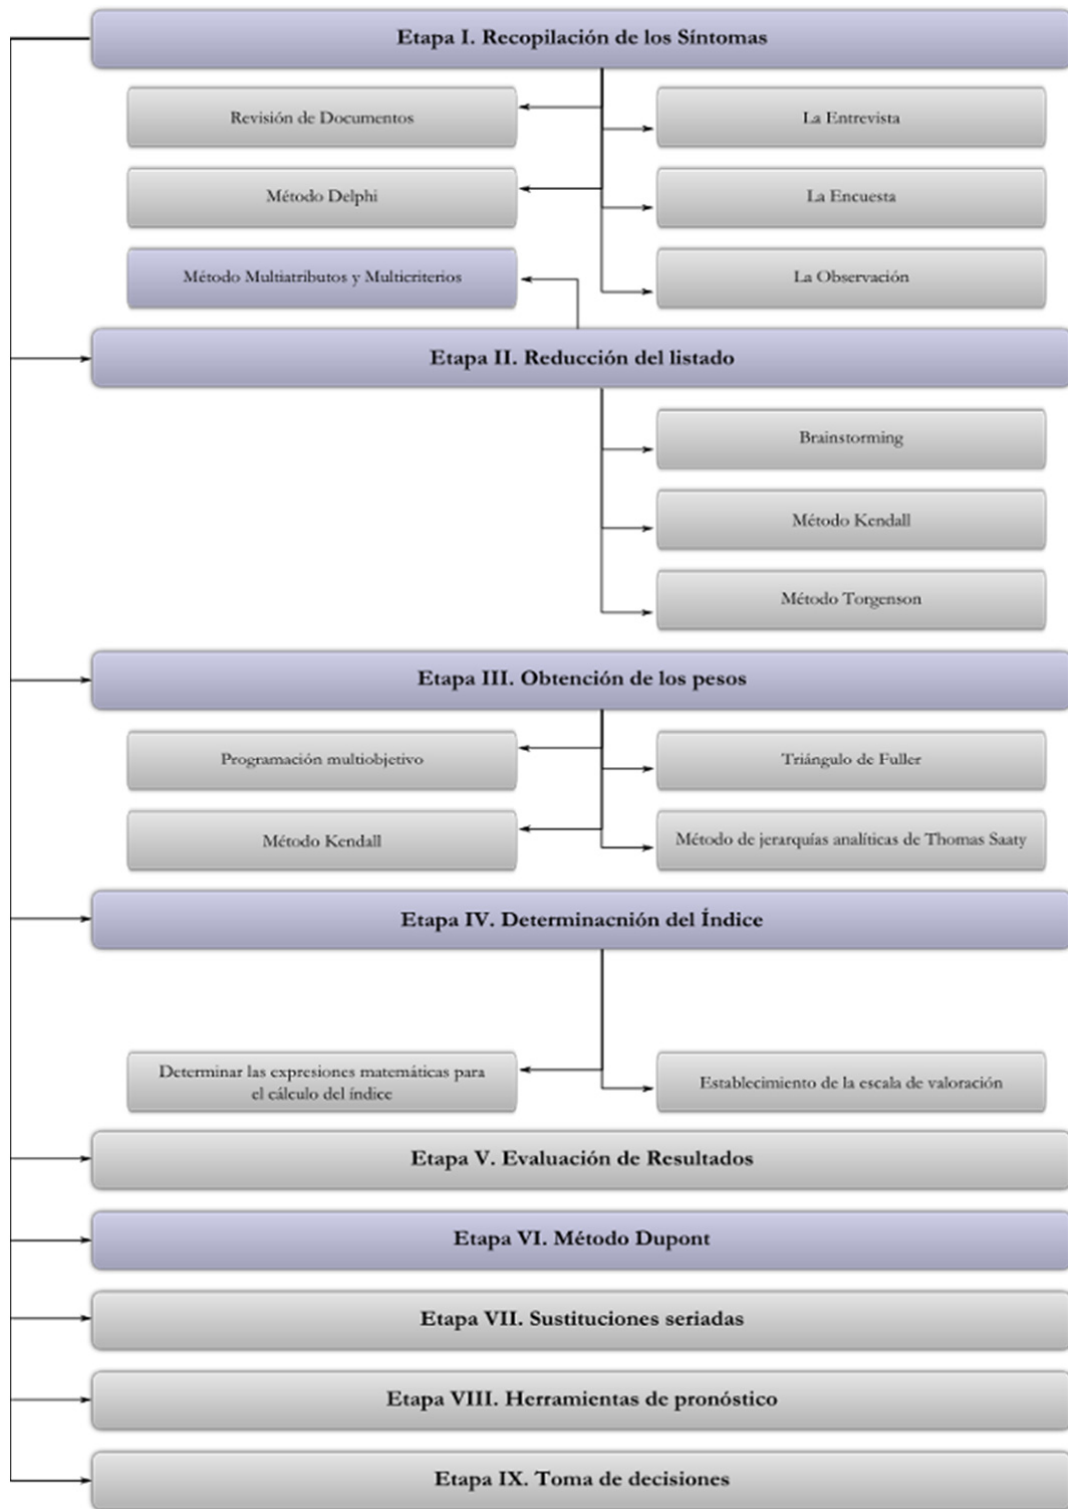 Etapa I. Recopilación de los Síntomas
Revisión de Documentos
La Entrevista
Método Delphi
La Encuesta
Método Multiatributos y Multicriterios
La Observación
Etapa II. Reducción del listado
Brainstorming
Método Kendall
Método Torgenson
Etapa III. Obtención de los pesos
Programación multiobjetivo
Triángulo de Fuller
Método Kendall
Método de jerarquías analíticas de Thomas Saaty
Etapa IV. Determinacnión del Índice
Determinar las expresiones matemáticas para
el cálculo del índice
Establecimiento de la escala de valoración
Etapa V. Evaluación de Resultados
Etapa VI. Método Dupont
Etapa VII. Sustituciones seriadas
Etapa VIII. Herramientas de pronóstico
Etapa IX. Toma de decisiones